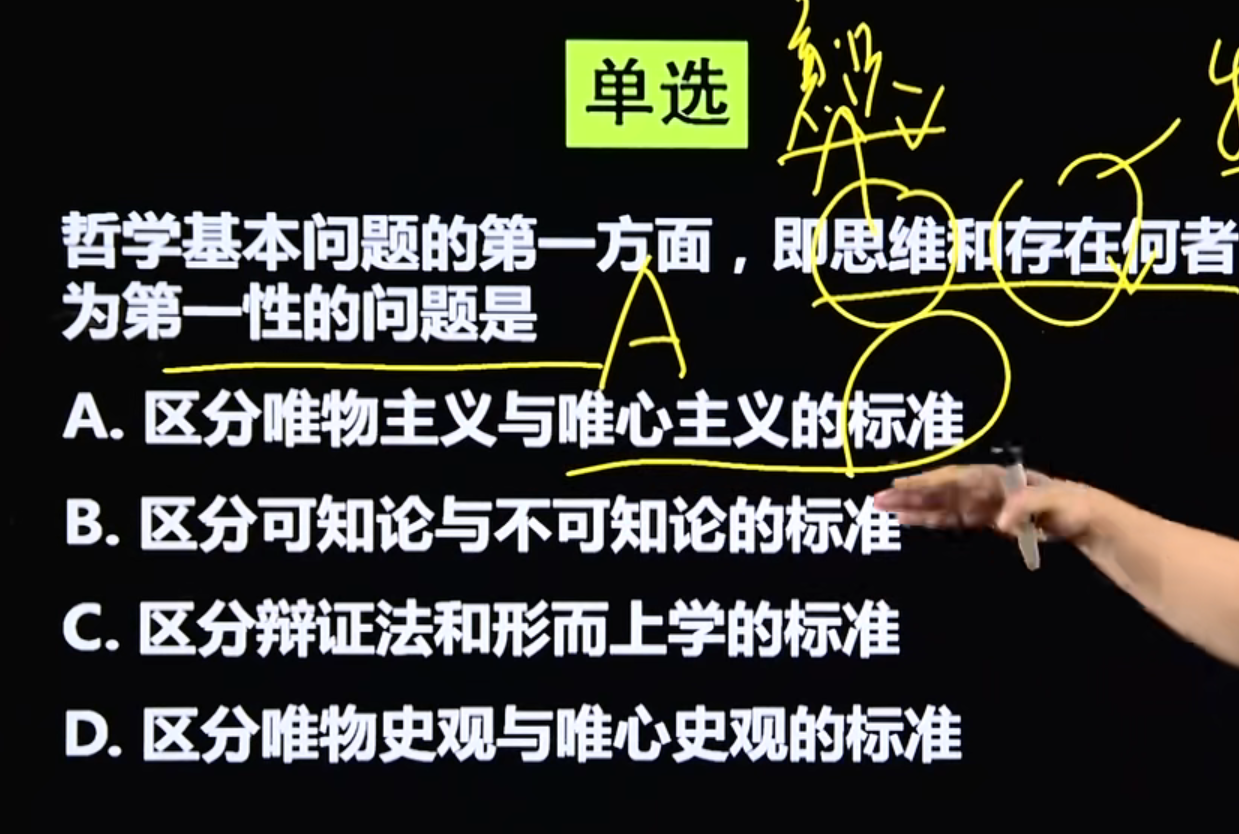 单选
意识
哲学基本问题的第一方面，即思维和存在何者
为第一性的问题是
A
A. 区分唯物主义与唯心主义的标准
B. 区分可知论与不可知论的标准
C. 区分辩证法和形而上学的标准
D. 区分唯物史观与唯心史观的标准